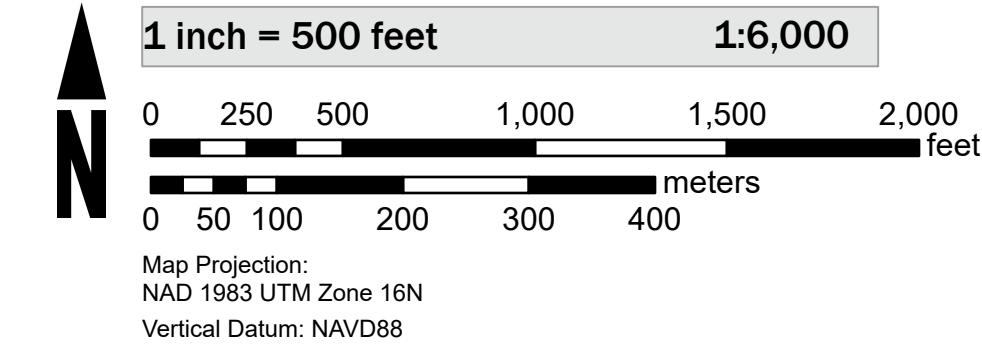 1 inch = 500 feet 1:6,000
0 250 500 1,000 1,500 2,000
feet
meters
0 50 100 200 300 400
N
Map Projection:
NAD 1983 UTM Zone 16N
Vertical Datum: NAVD88